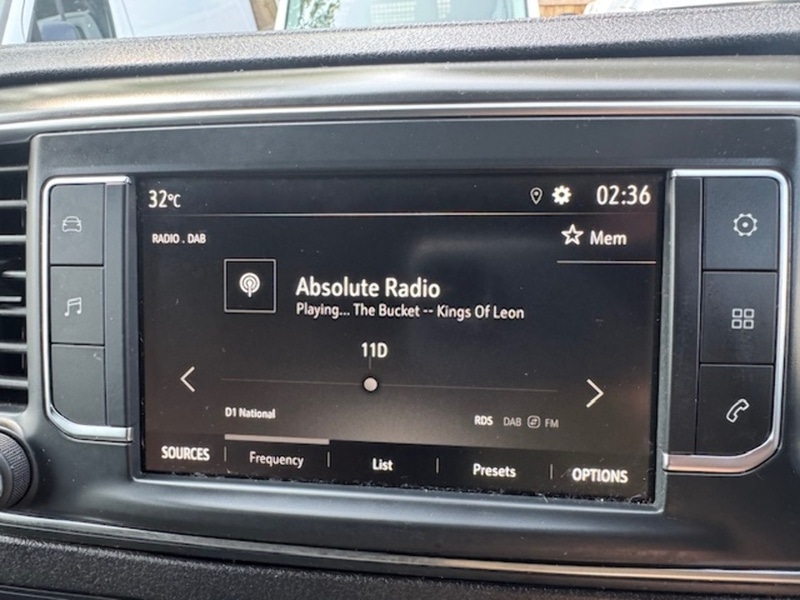 32°C 02:36
RADIO . DAB
Mem
Absolute Radio
Playing... The Bucket -- Kings Of Leon
11D
D1 National
RDS DAB FM
SOURCES Frequency List Presets OPTIONS